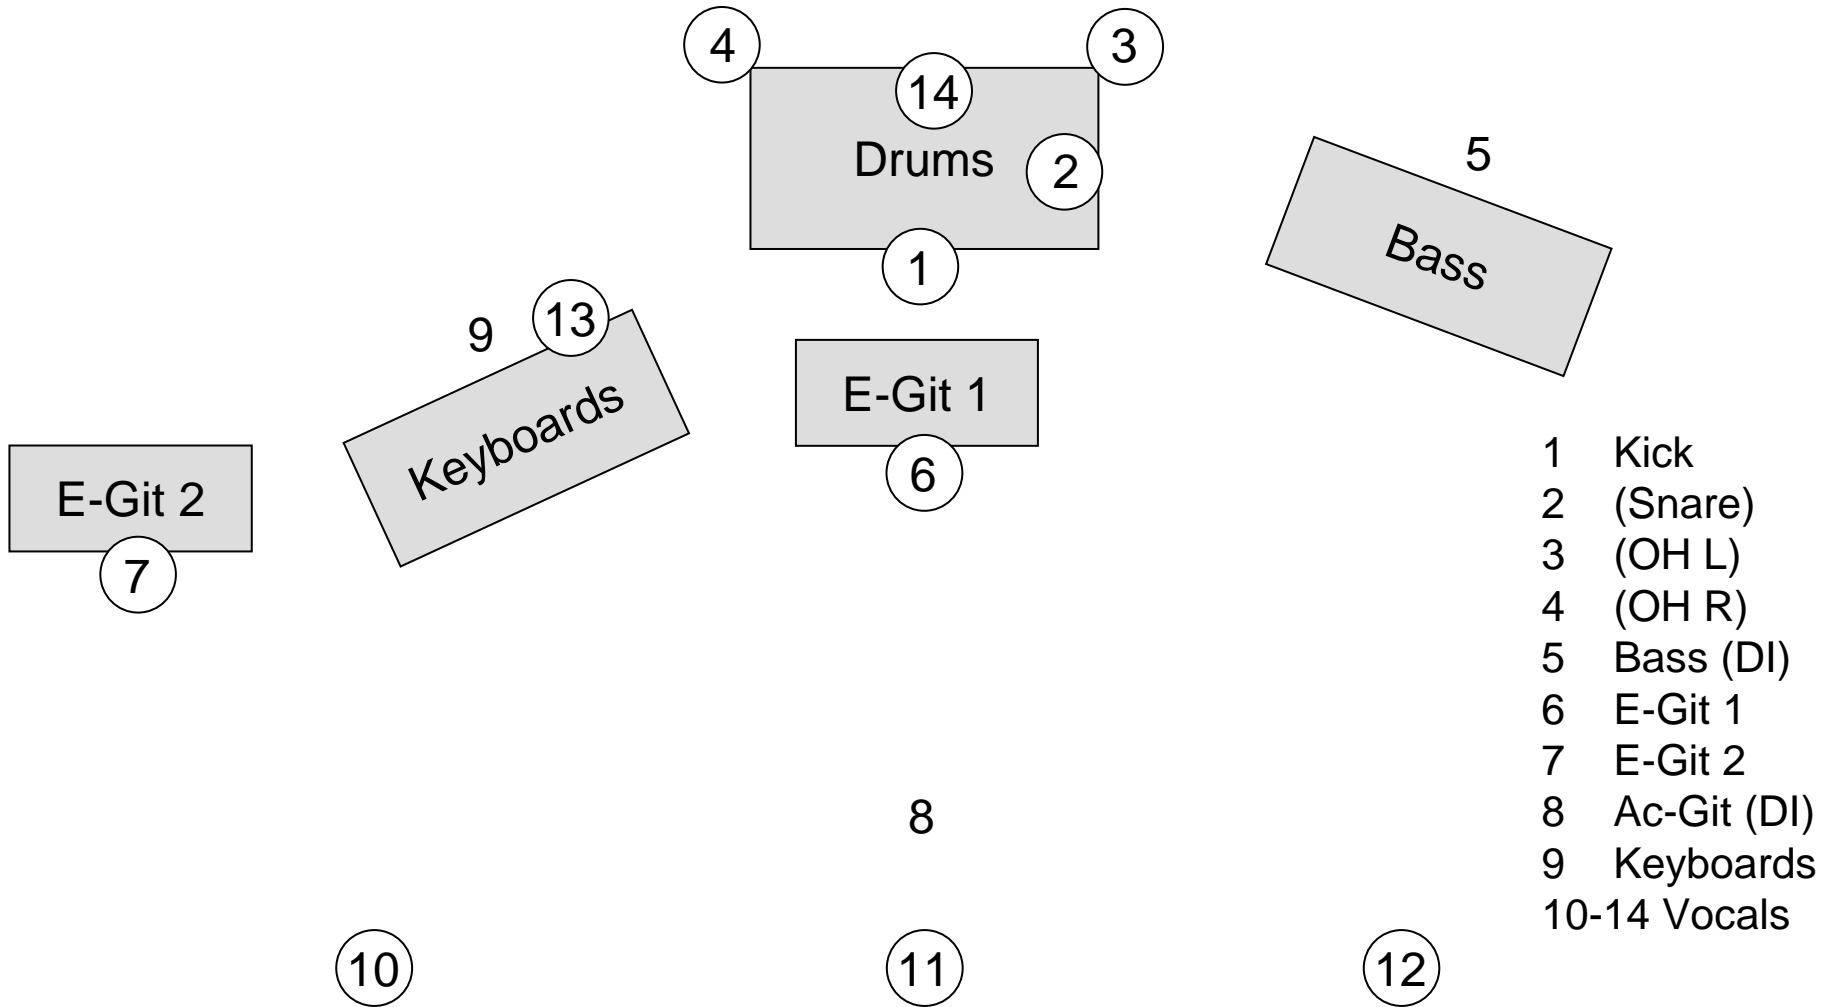 4
3
14
Drums
2
5
1
Bass
9
13
E-Git 1
Keyboards
6
E-Git 2
7
8
10
11
12
1 Kick
2 (Snare)
3 (OH L)
4 (OH R)
5 Bass (DI)
6 E-Git 1
7 E-Git 2
8 Ac-Git (DI)
9 Keyboards
10-14 Vocals